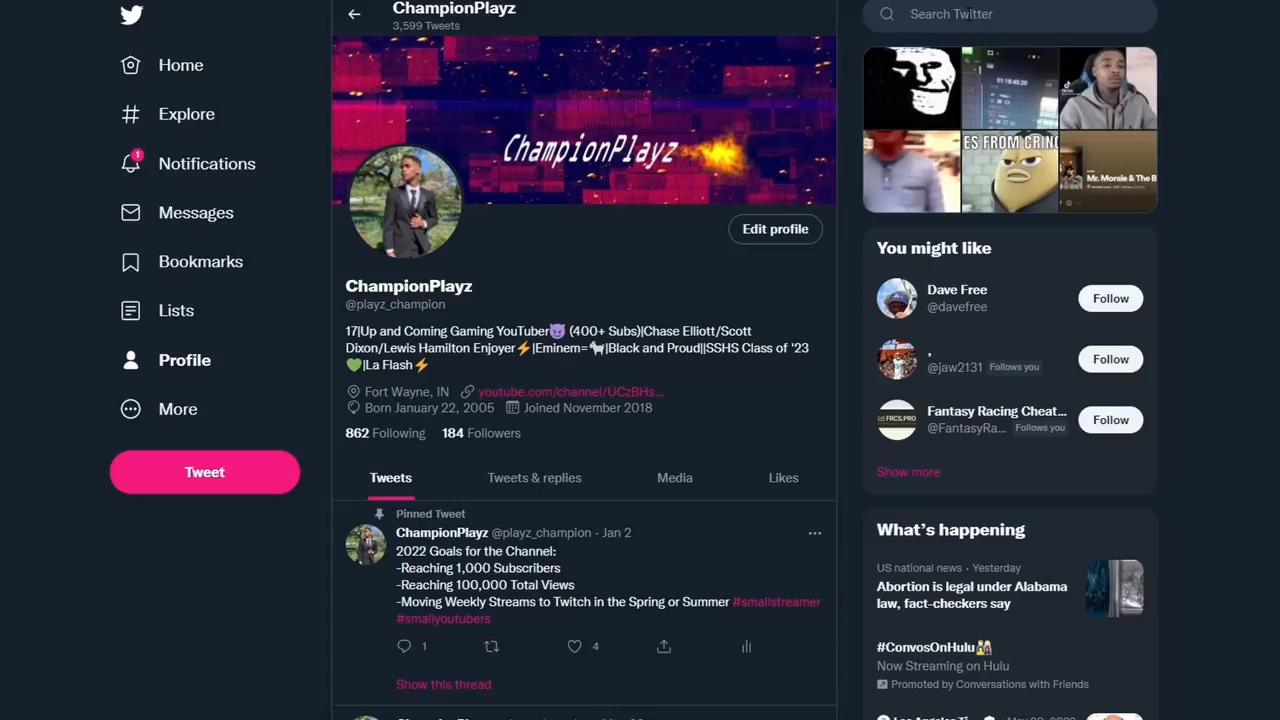 ChampionPlayz
3,599 Tweets
Search Twitter
Home
Explore
1
Notifications
Messages
Bookmarks
Lists
Profile
More
Tweet
ChampionPlayz
Edit profile
ChampionPlayz
@playz_champion
17|Up and Coming Gaming YouTuber😈 (400+ Subs)|Chase Elliott/Scott
Dixon/Lewis Hamilton Enjoyer⚡|Eminem=🐐|Black and Proud||SSHS Class of '23
💚|La Flash⚡
Fort Wayne, IN youtube.com/channel/UCzBHs...
Born January 22, 2005 Joined November 2018
862 Following 184 Followers
Tweets Tweets & replies Media Likes
Pinned Tweet
ChampionPlayz @playz_champion · Jan 2
2022 Goals for the Channel:
-Reaching 1,000 Subscribers
-Reaching 100,000 Total Views
-Moving Weekly Streams to Twitch in the Spring or Summer #smallstreamer
#smallyoutubers
1 4
Show this thread
01:18:45:20
ES FROM CRING
Mr. Morale & The B
You might like
Dave Free
@davefree
Follow
,
@jaw2131 Follows you
Follow
FRCS.PRO
Fantasy Racing Cheat...
@FantasyRa... Follows you
Follow
Show more
What's happening
US national news · Yesterday
Abortion is legal under Alabama
law, fact-checkers say
#ConvosOnHulu
Now Streaming on Hulu
Promoted by Conversations with Friends